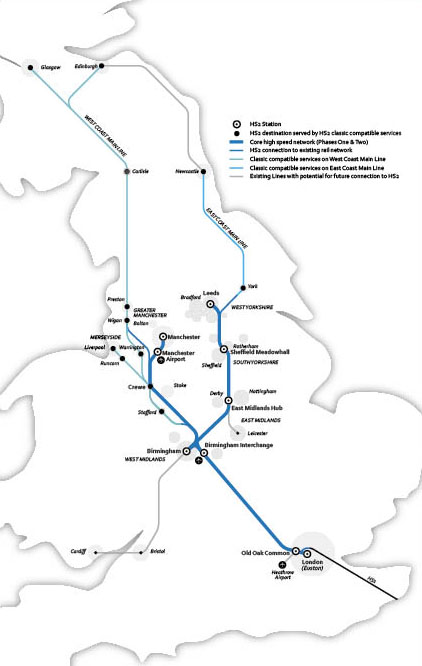 Glasgow
Edinburgh
WEST COAST MAIN LINE
HS2 Station
HS2 destination served by HS2 classic compatible services
Core high speed network (Phases One & Two)
HS2 connection to existing rail network
Classic compatible services on West Coast Main Line
Classic compatible services on East Coast Main Line
Existing Lines with potential for future connection to HS2
Carlisle
Newcastle
EAST COAST MAIN LINE
York
Preston
Bradford
Leeds
WEST YORKSHIRE
GREATER
MANCHESTER
Wigan
Bolton
MERSEYSIDE
Manchester
Liverpool
Warrington
Manchester
Airport
Runcorn
Rotherham
Sheffield Meadowhall
SOUTH YORKSHIRE
Sheffield
Crewe
Stoke
Derby
Nottingham
Stafford
East Midlands Hub
EAST MIDLANDS
Leicester
Birmingham
Birmingham Interchange
WEST MIDLANDS
Cardiff
Bristol
Old Oak Common
London
(Euston)
Heathrow
Airport
HS1